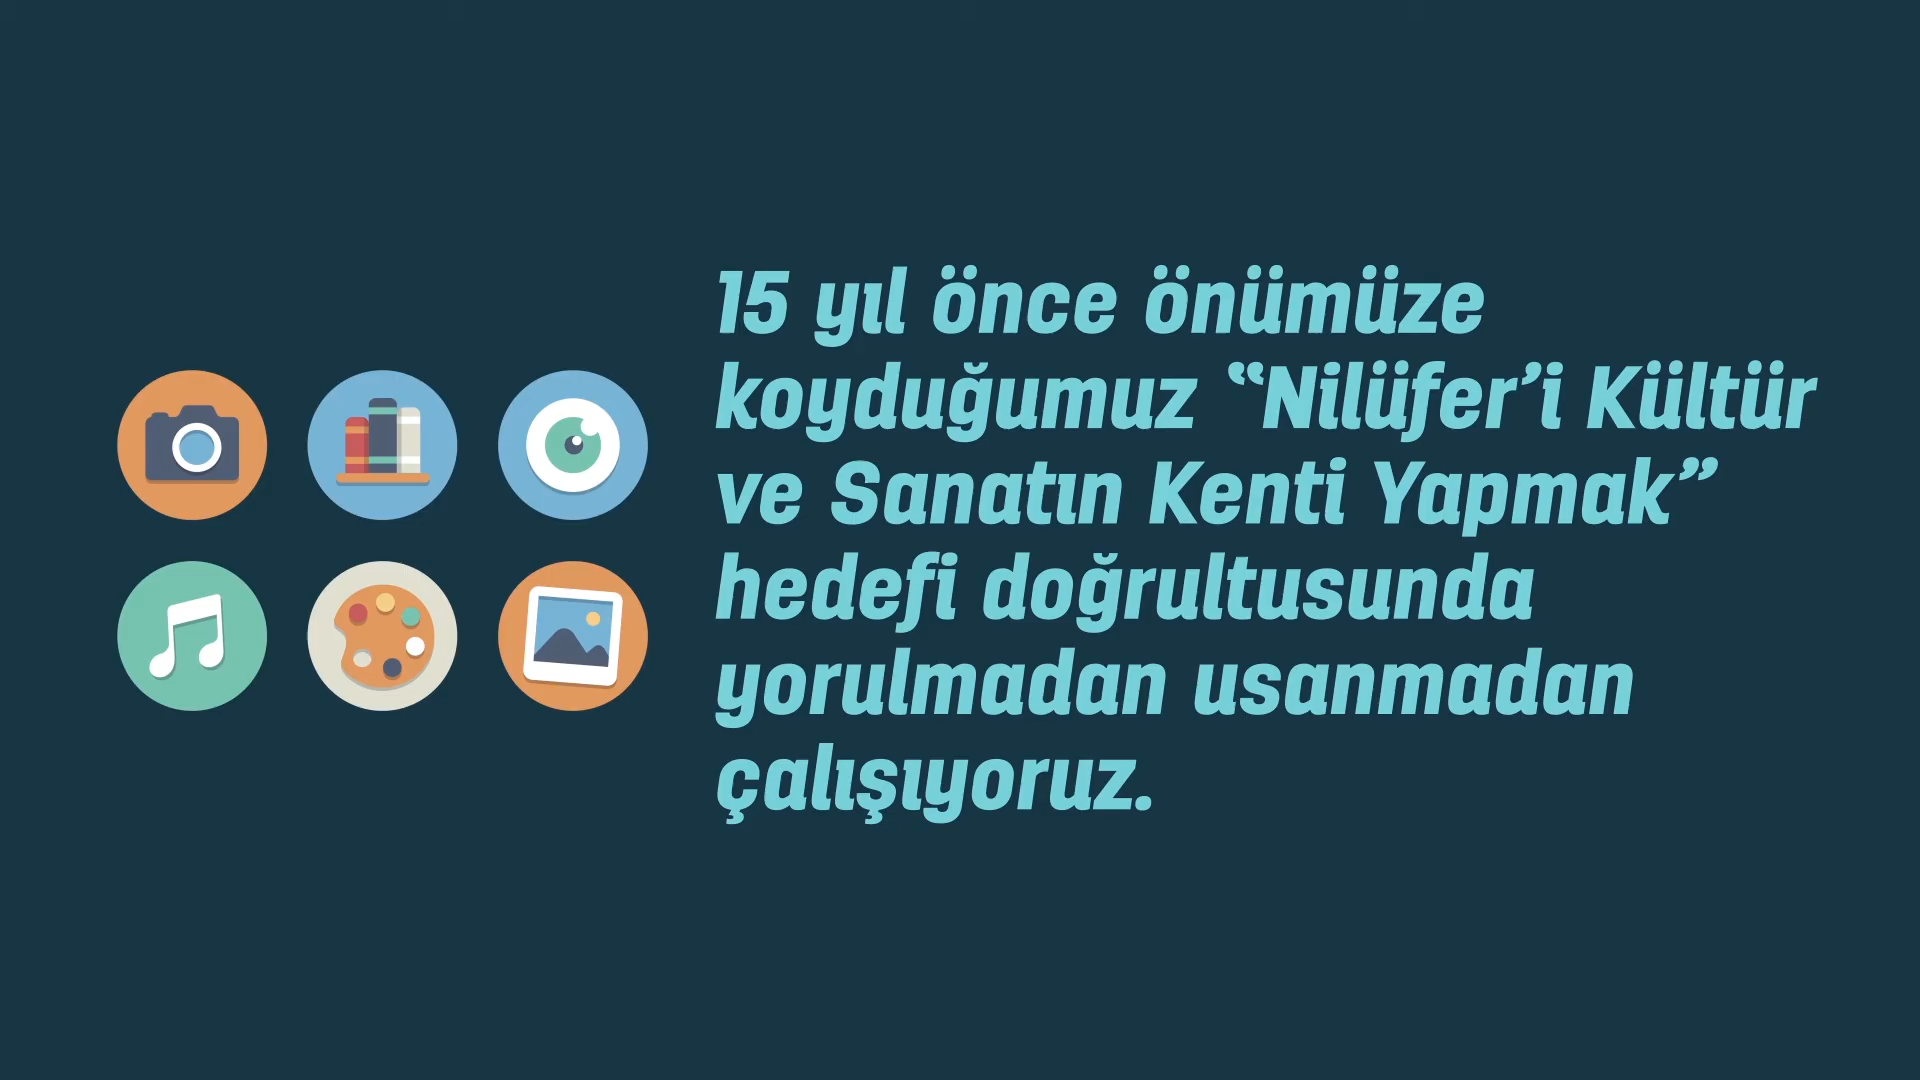 15 yıl önce önümüze
koyduğumuz “Nilüfer’i Kültür
ve Sanatın Kenti Yapmak”
hedefi doğrultusunda
yorulmadan usanmadan
çalışıyoruz.